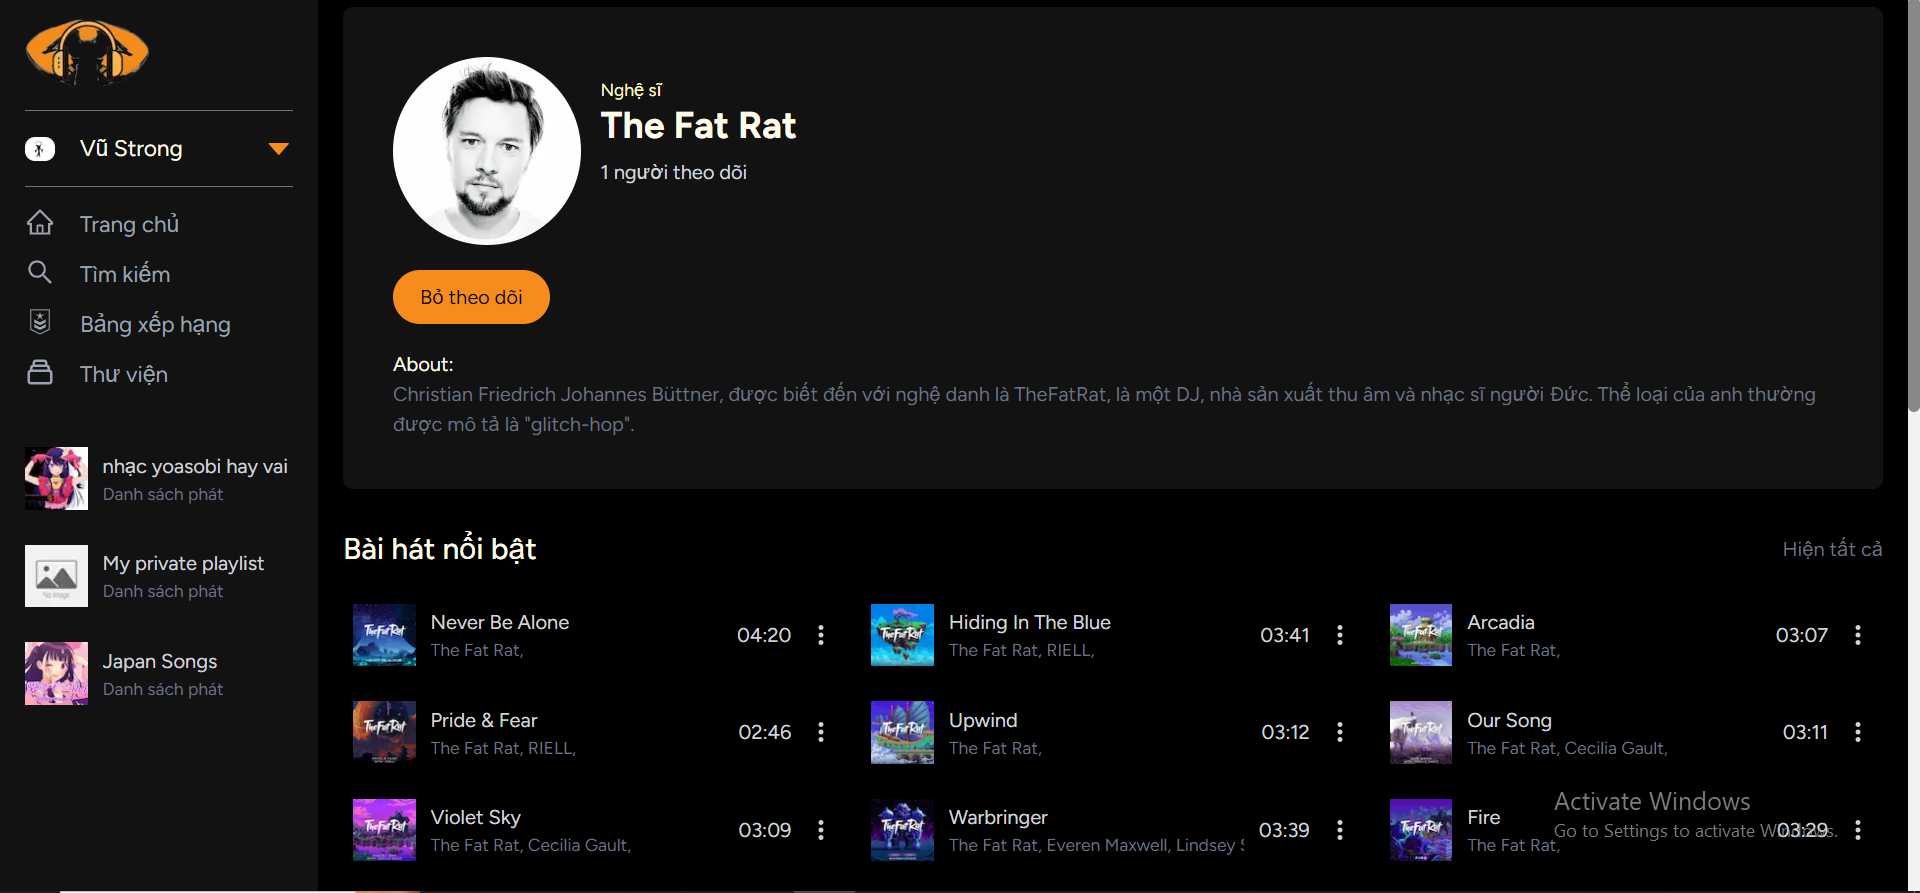 Vũ Strong
Trang chủ
Tìm kiếm
Bảng xếp hạng
Thư viện
nhạc yoasobi hay vai
Danh sách phát
My private playlist
Danh sách phát
Japan Songs
Danh sách phát
Nghệ sĩ
The Fat Rat
1 người theo dõi
Bỏ theo dõi
About:
Christian Friedrich Johannes Büttner, được biết đến với nghệ danh là TheFatRat, là một DJ, nhà sản xuất thu âm và nhạc sĩ người Đức. Thể loại của anh thường
được mô tả là "glitch-hop".
Bài hát nổi bật
Hiện tất cả
Never Be Alone
The Fat Rat,
04:20
Hiding In The Blue
The Fat Rat, RIELL,
03:41
Arcadia
The Fat Rat,
03:07
Pride & Fear
The Fat Rat, RIELL,
02:46
Upwind
The Fat Rat,
03:12
Our Song
The Fat Rat, Cecilia Gault,
03:11
Violet Sky
The Fat Rat, Cecilia Gault,
03:09
Warbringer
The Fat Rat, Everen Maxwell, Lindsey
03:39
Fire
The Fat Rat,
03:29
Activate Windows
Go to Settings to activate Windows.